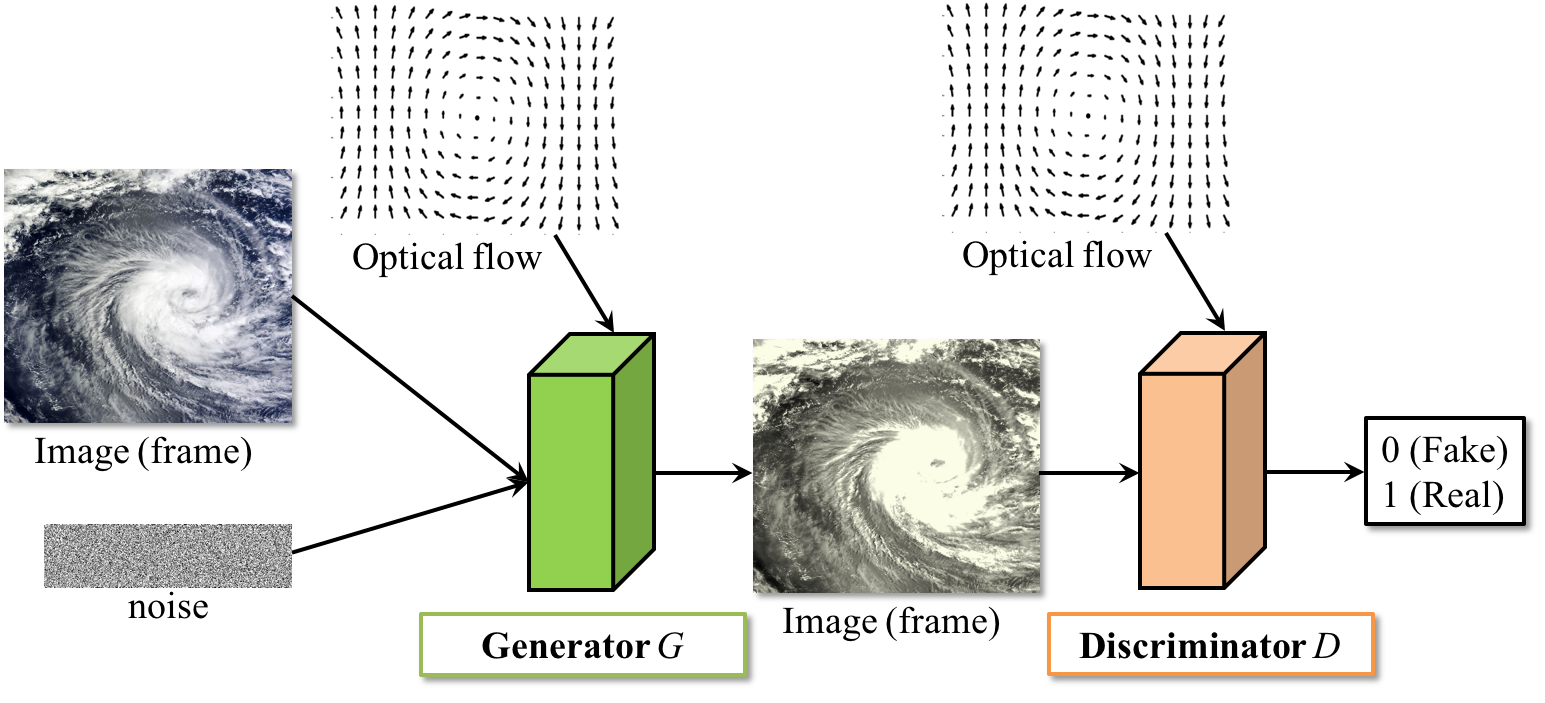 Optical flow
Optical flow
Image (frame)
noise
Generator G
Image (frame)
Discriminator D
0 (Fake)
1 (Real)